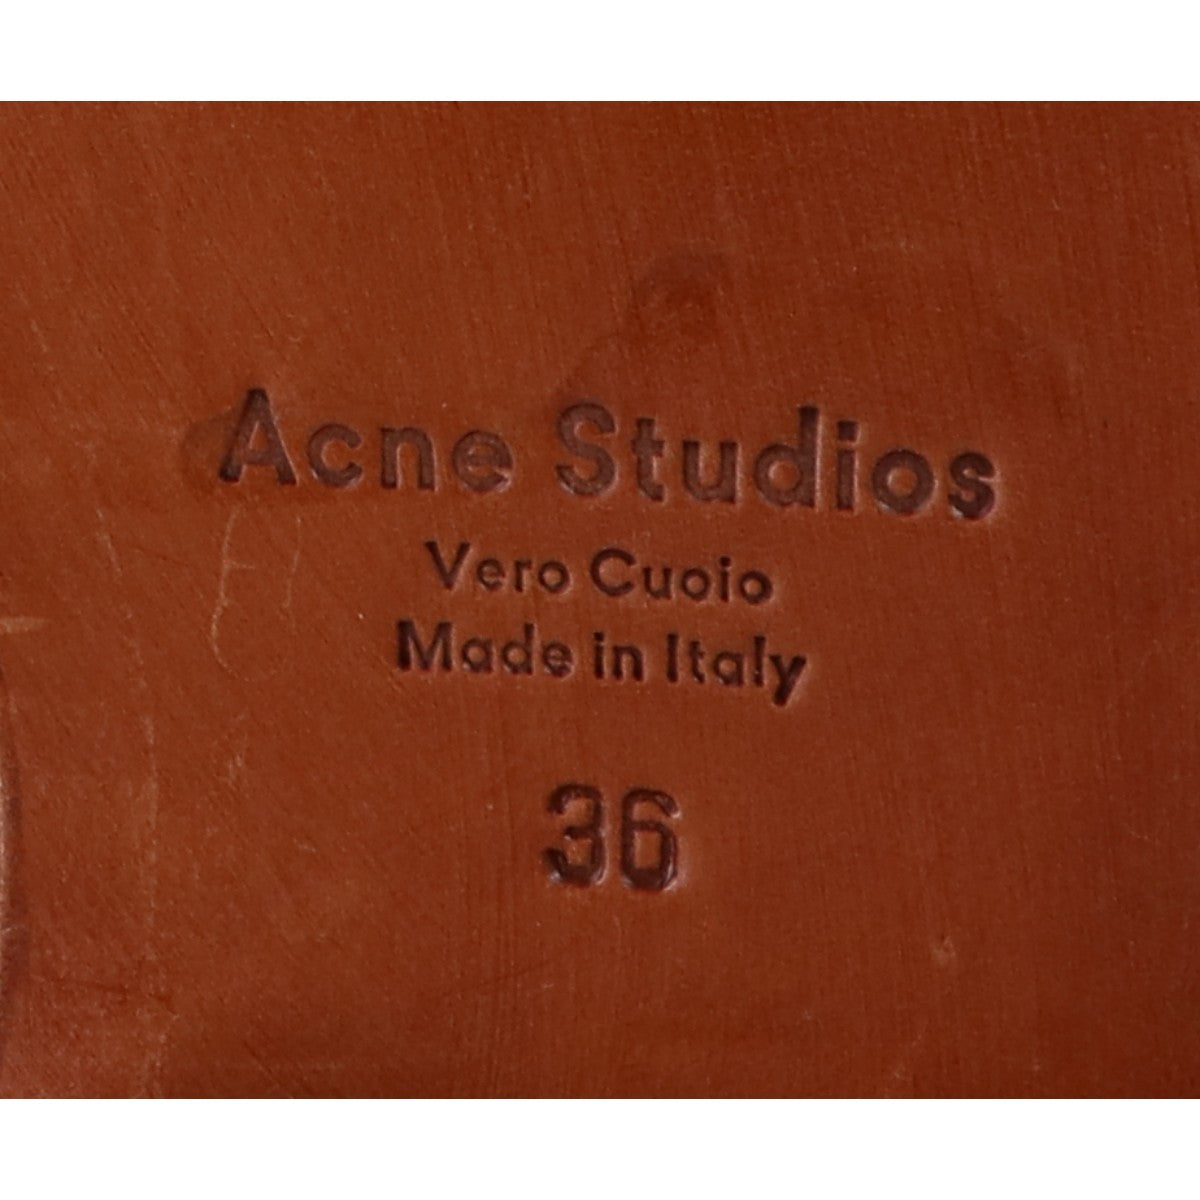 Acne Studios
Vero Cuoio
Made in Italy
36